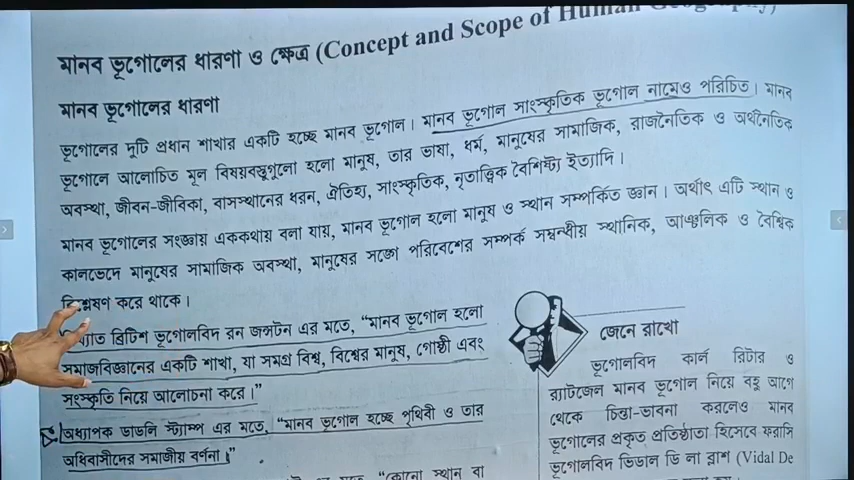 মানব ভূগোলের ধারণা ও ক্ষেত্র (Concept and Scope of Human Geography)
মানব ভূগোলের ধারণা
ভূগোলের দুটি প্রধান শাখার একটি হচ্ছে মানব ভূগোল। মানব ভূগোল সাংস্কৃতিক ভূগোল নামেও পরিচিত। মানব
ভূগোলে আলোচিত মূল বিষয়বস্তুগুলো হলো মানুষ, তার ভাষা, ধর্ম, মানুষের সামাজিক, রাজনৈতিক ও অর্থনৈতিক
অবস্থা, জীবন-জীবিকা, বাসস্থানের ধরন, ঐতিহ্য, সাংস্কৃতিক, নৃতাত্ত্বিক বৈশিষ্ট্য ইত্যাদি।
মানব ভূগোলের সংজ্ঞায় এককথায় বলা যায়, মানব ভূগোল হলো মানুষ ও স্থান সম্পর্কিত জ্ঞান। অর্থাৎ এটি স্থান ও
কালভেদে মানুষের সামাজিক অবস্থা, মানুষের সঙ্গে পরিবেশের সম্পর্ক সম্বন্ধীয় স্থানিক, আঞ্চলিক ও বৈশ্বিক
বিশ্লেষণ করে থাকে।
ব্রিটিশ ভূগোলবিদ রন জন্সটন এর মতে, “মানব ভূগোল হলো
সমাজবিজ্ঞানের একটি শাখা, যা সমগ্র বিশ্ব, বিশ্বের মানুষ, গোষ্ঠী এবং
সংস্কৃতি নিয়ে আলোচনা করে।”
অধ্যাপক ডাডলি স্ট্যাম্প এর মতে, “মানব ভূগোল হচ্ছে পৃথিবী ও তার
অধিবাসীদের সমাজীয় বর্ণনা।”
“কোনো স্থান বা
জেনে রাখো
ভূগোলবিদ কার্ল রিটার ও
র‍্যাটজেল মানব ভূগোল নিয়ে বহু আগে
থেকে চিন্তা-ভাবনা করলেও মানব
ভূগোলের প্রকৃত প্রতিষ্ঠাতা হিসেবে ফরাসি
ভূগোলবিদ ভিডাল ডি লা ব্লাশ (Vidal De